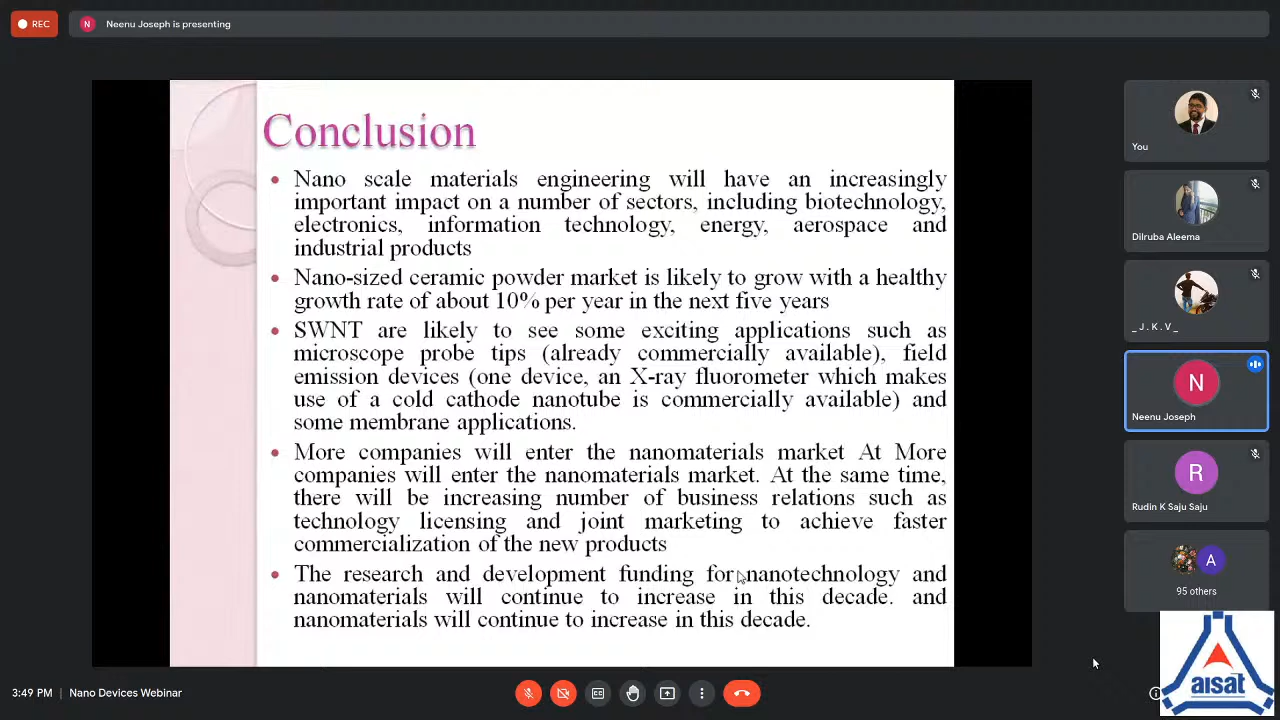 REC
N
Neenu Joseph is presenting
Conclusion
• Nano scale materials engineering will have an increasingly
important impact on a number of sectors, including biotechnology,
electronics, information technology, energy, aerospace and
industrial products
• Nano-sized ceramic powder market is likely to grow with a healthy
growth rate of about 10% per year in the next five years
• SWNT are likely to see some exciting applications such as
microscope probe tips (already commercially available), field
emission devices (one device, an X-ray fluorometer which makes
use of a cold cathode nanotube is commercially available) and
some membrane applications.
• More companies will enter the nanomaterials market At More
companies will enter the nanomaterials market. At the same time,
there will be increasing number of business relations such as
technology licensing and joint marketing to achieve faster
commercialization of the new products
• The research and development funding for nanotechnology and
nanomaterials will continue to increase in this decade. and
nanomaterials will continue to increase in this decade.
You
Dilruba Aleema
_ J . K . V _
N
Neenu Joseph
R
Rudin K Saju Saju
A
95 others
aisat
3:49 PM | Nano Devices Webinar
CC